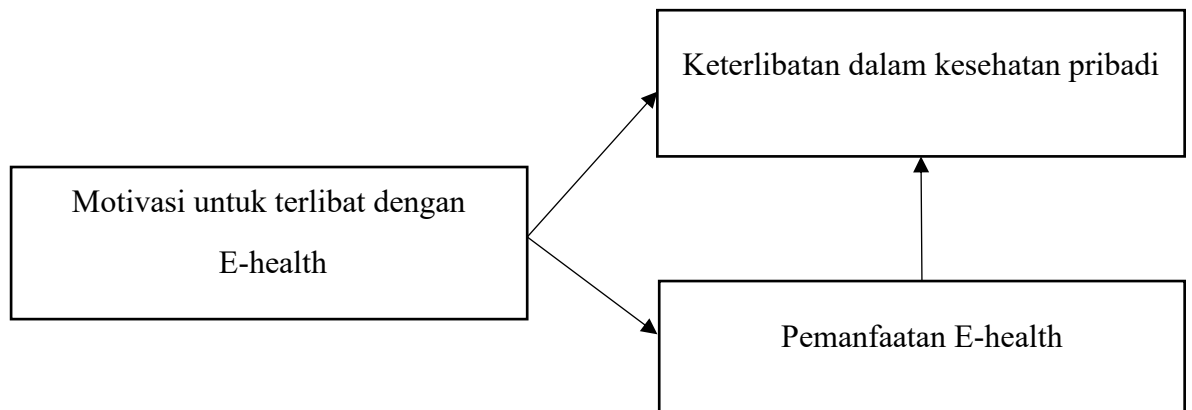 Keterlibatan dalam kesehatan pribadi
Motivasi untuk terlibat dengan
E-health
Pemanfaatan E-health